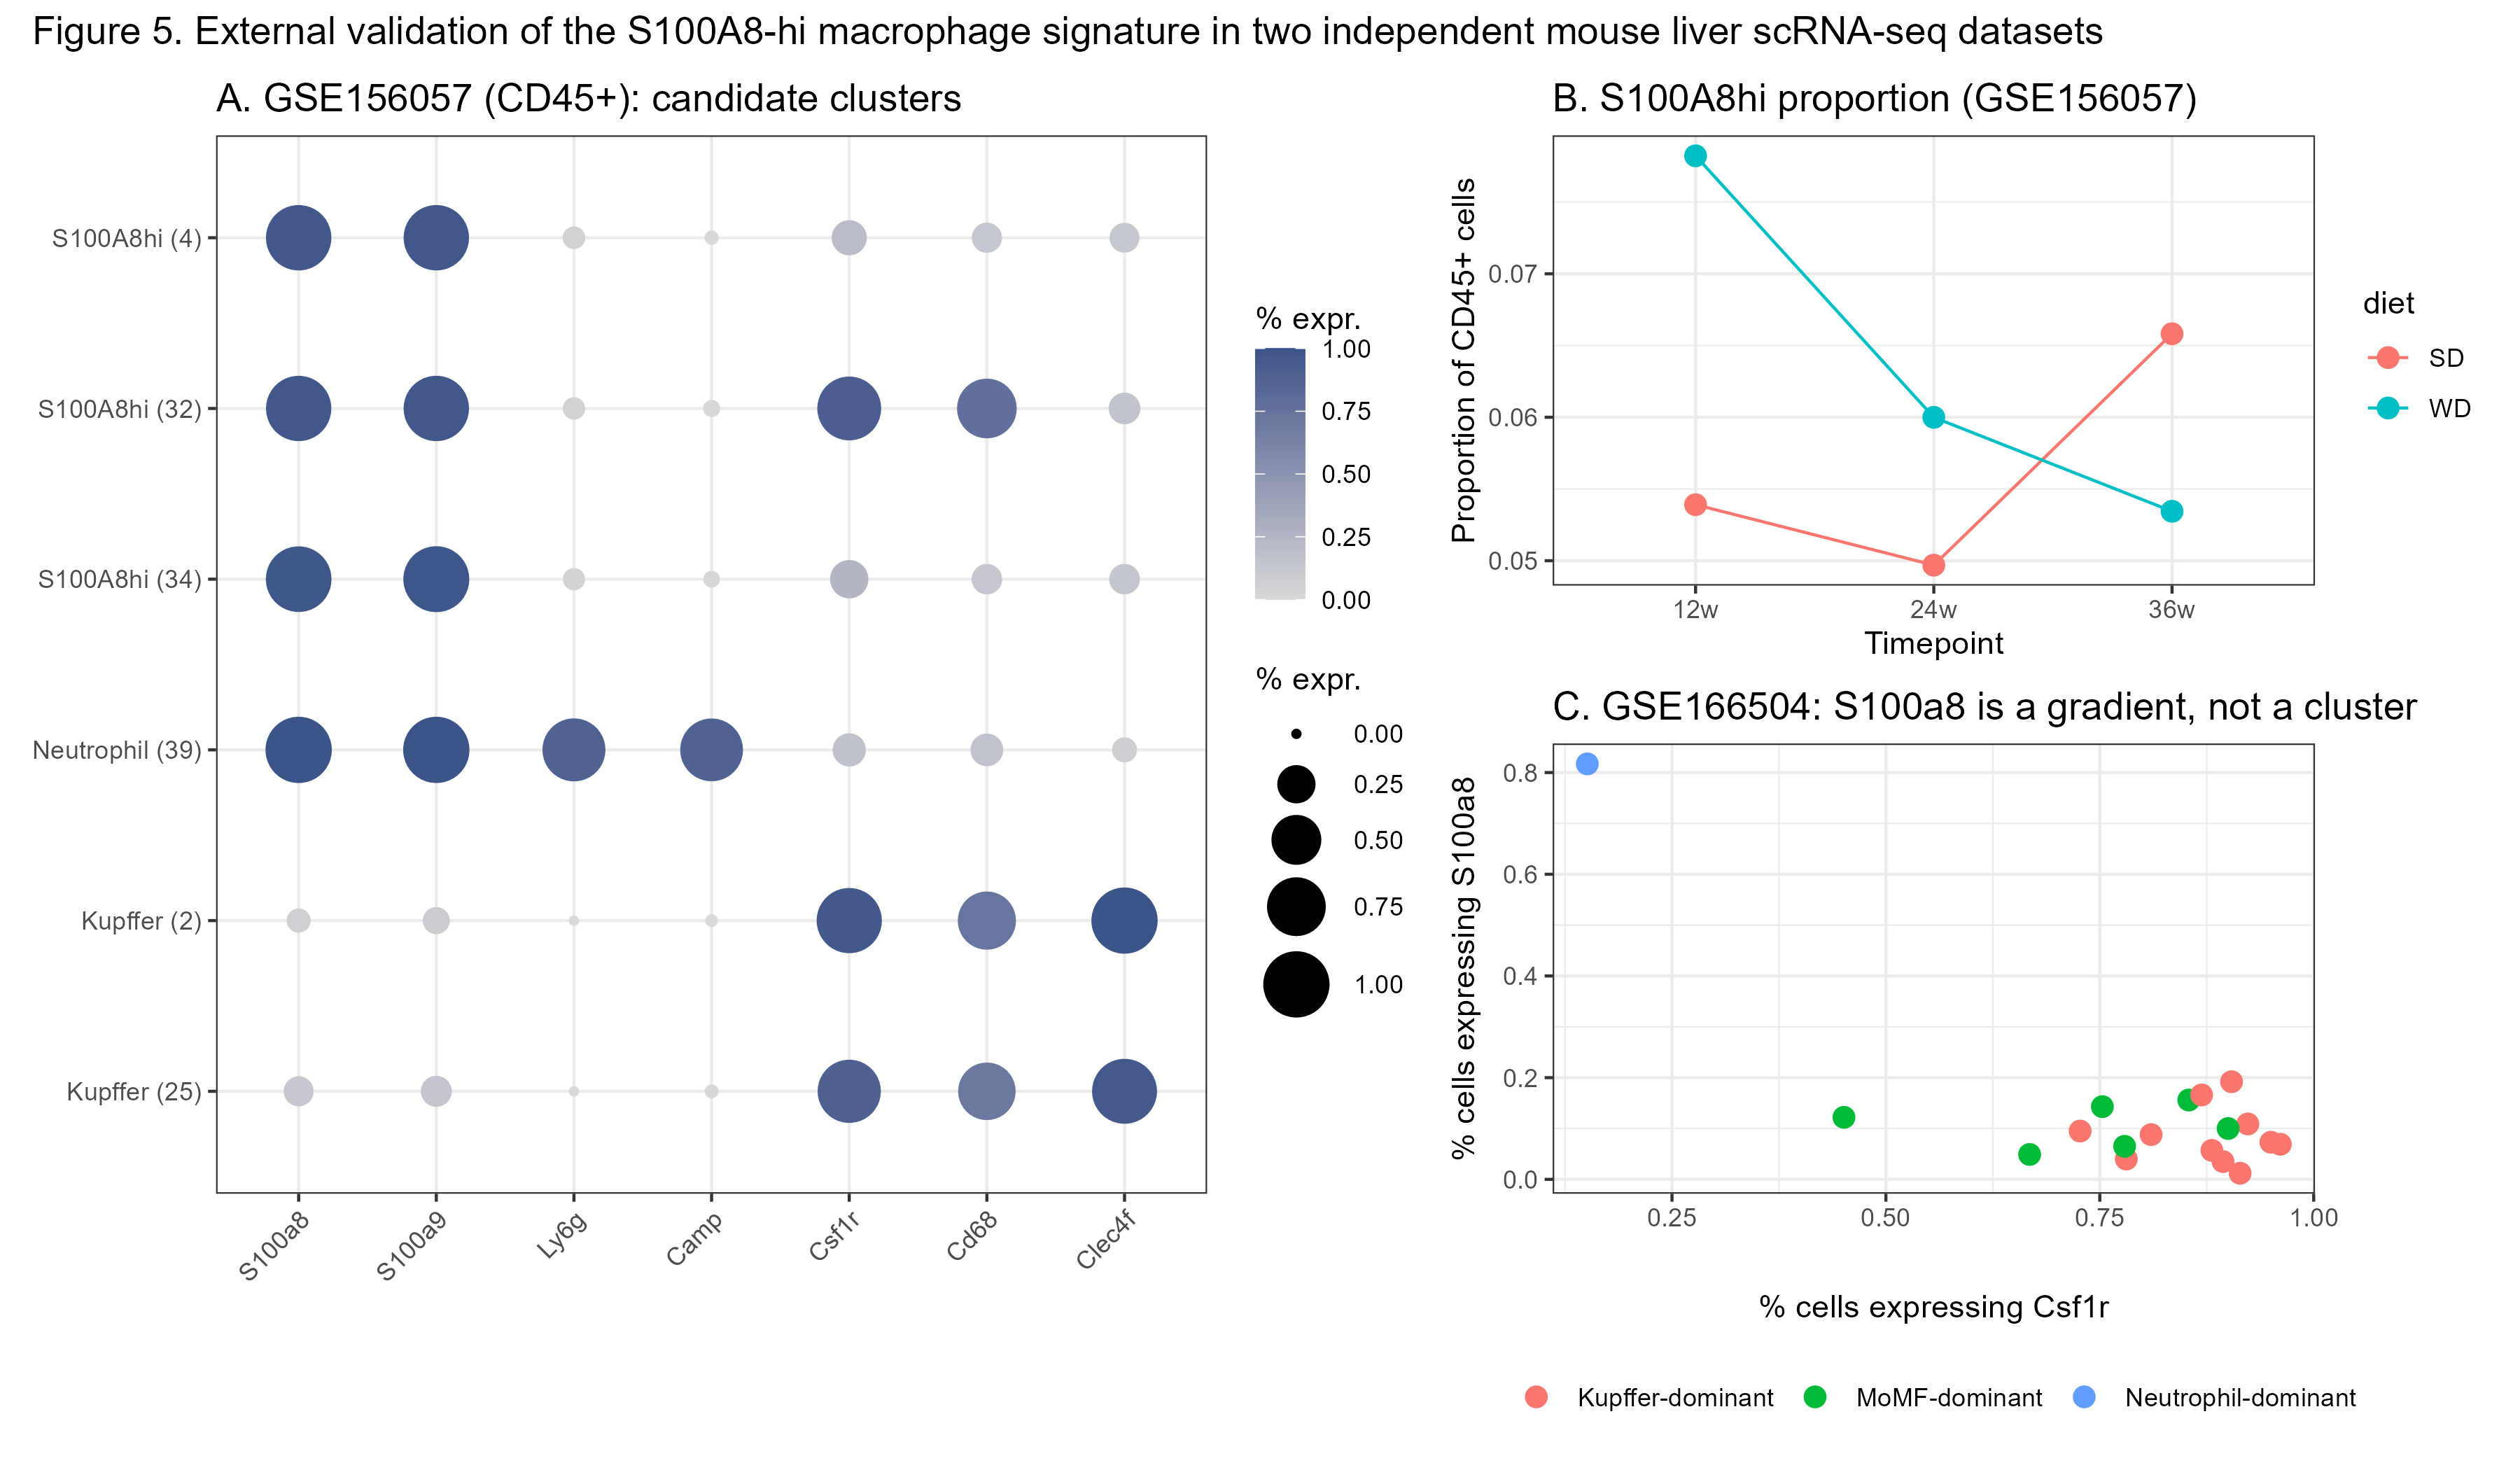 Figure 5. External validation of the S100A8-hi macrophage signature in two independent mouse liver scRNA-seq datasets
A. GSE156057 (CD45+): candidate clusters
S100A8hi (4)
S100A8hi (32)
S100A8hi (34)
Neutrophil (39)
Kupffer (2)
Kupffer (25)
S100a8
S100a9
Ly6g
Camp
Csf1r
Cd68
Clec4f
% expr.
1.00
0.75
0.50
0.25
0.00
% expr.
0.00
0.25
0.50
0.75
1.00
B. S100A8hi proportion (GSE156057)
Proportion of CD45+ cells
0.07
0.06
0.05
12w
24w
36w
Timepoint
diet
SD
WD
C. GSE166504: S100a8 is a gradient, not a cluster
% cells expressing S100a8
0.8
0.6
0.4
0.2
0.0
0.25
0.50
0.75
1.00
% cells expressing Csf1r
Kupffer-dominant
MoMF-dominant
Neutrophil-dominant